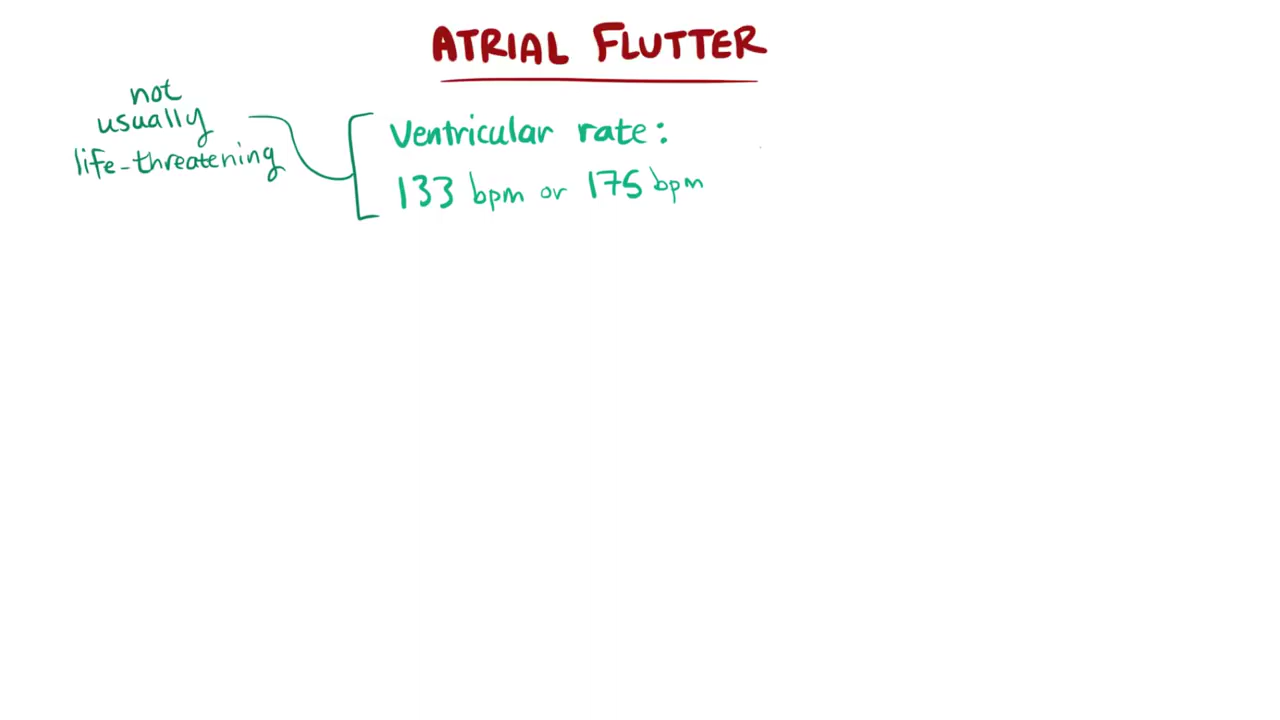 ATRIAL FLUTTER
not
usually
life-threatening
Ventricular rate:
133 bpm or 175 bpm